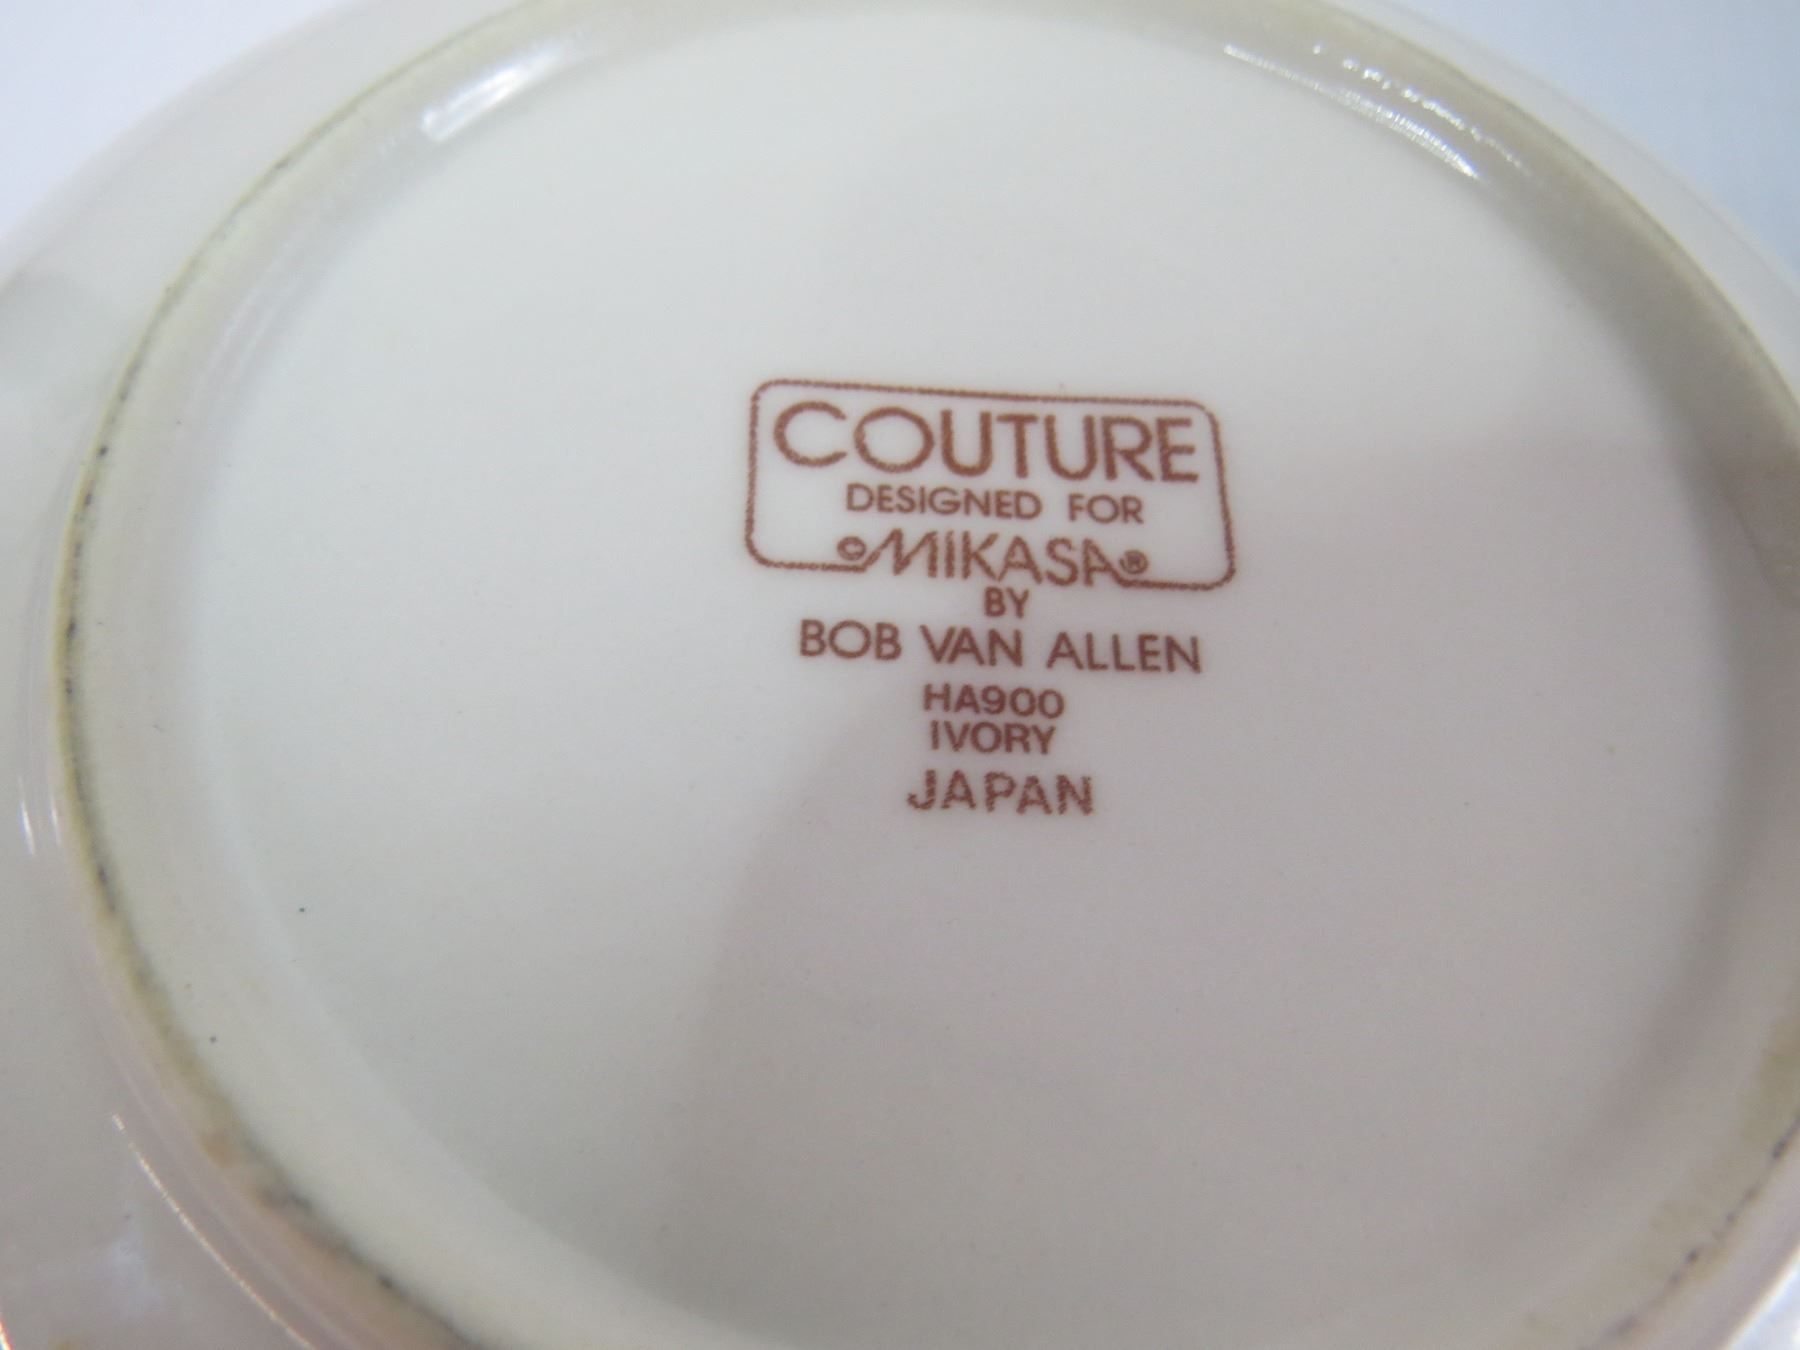 COUTURE
DESIGNED FOR
©MIKASA®
BY
BOB VAN ALLEN
HA900
IVORY
JAPAN